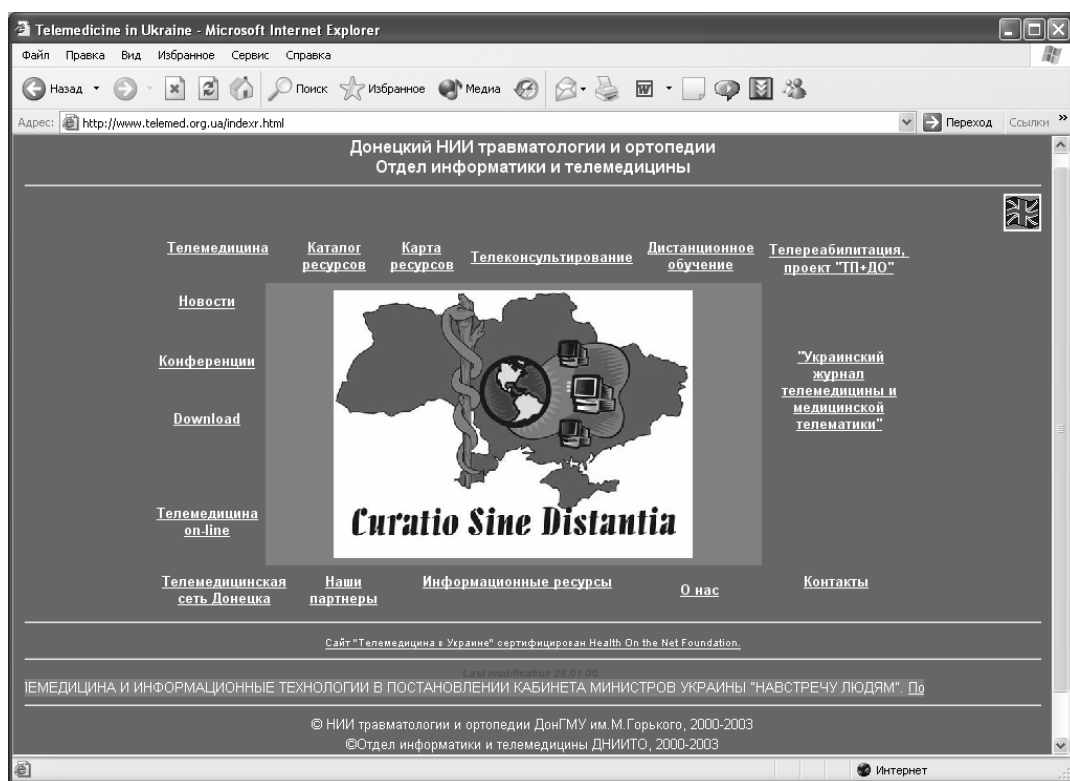 Telemedicine in Ukraine - Microsoft Internet Explorer
Файл Правка Вид Избранное Сервис Справка
Назад Поиск Избранное Медиа
Адрес: http://www.telemed.org.ua/indexr.html Переход Ссылки »
Донецкий НИИ травматологии и ортопедии
Отдел информатики и телемедицины
Телемедицина
Каталог
ресурсов
Карта
ресурсов
Телеконсультирование
Дистанционное
обучение
Телереабилитация,
проект "ТП+ДО"
Новости
Конференции
Download
Телемедицина
on-line
"Украинский
журнал
телемедицины и
медицинской
телематики"
Curatio Sine Distantia
Телемедицинская
сеть Донецка
Наши
партнеры
Информационные ресурсы
О нас
Контакты
Сайт "Телемедицина в Украине" сертифицирован Health On the Net Foundation.
Last modification 28.01.05
ЛЕМЕДИЦИНА И ИНФОРМАЦИОННЫЕ ТЕХНОЛОГИИ В ПОСТАНОВЛЕНИИ КАБИНЕТА МИНИСТРОВ УКРАИНЫ "НАВСТРЕЧУ ЛЮДЯМ". По
© НИИ травматологии и ортопедии ДонГМУ им.М.Горького, 2000-2003
©Отдел информатики и телемедицины ДНИИТО, 2000-2003
Интернет